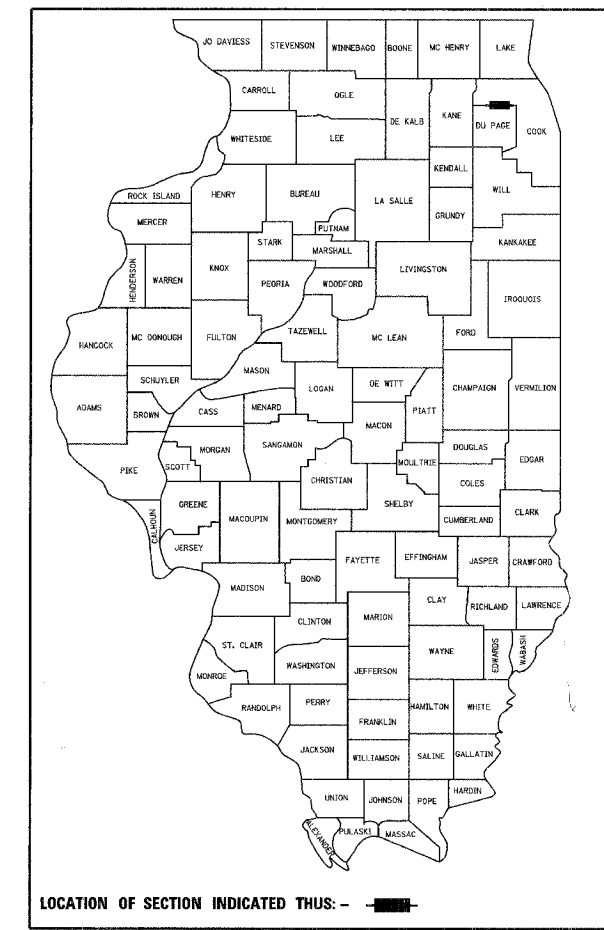 JO DAVIESS STEVENSON WINNEBAGO BOONE MC HENRY LAKE
CARROLL OGLE
DE KALB KANE DU PAGE COOK
WHITESIDE LEE
KENDALL
WILL
ROCK ISLAND HENRY BUREAU LA SALLE
MERCER PUTNAM GRUNDY
STARK MARSHALL KANKAKEE
HENDERSON WARREN KNOX PEORIA WOODFORD LIVINGSTON IROQUOIS
HANCOCK MC DONOUGH FULTON TAZEWELL MC LEAN FORD
MASON
SCHUYLER LOGAN DE WITT CHAMPAIGN VERMILION
ADAMS BROWN CASS MENARD PIATT
MACON
MORGAN SANGAMON DOUGLAS
PIKE SCOTT MOULTRIE EDGAR
CHRISTIAN COLES
CALHOUN GREENE MACOUPIN MONTGOMERY SHELBY CLARK
CUMBERLAND
JERSEY
FAYETTE EFFINGHAM JASPER CRAWFORD
MADISON BOND
CLAY RICHLAND LAWRENCE
CLINTON MARION
ST. CLAIR WAYNE EDWARDS WABASH
WASHINGTON JEFFERSON
MONROE
RANDOLPH PERRY HAMILTON WHITE
FRANKLIN
JACKSON WILLIAMSON SALINE GALLATIN
UNION JOHNSON POPE HARDIN
ALEXANDER PULASKI MASSAC
LOCATION OF SECTION INDICATED THUS: –